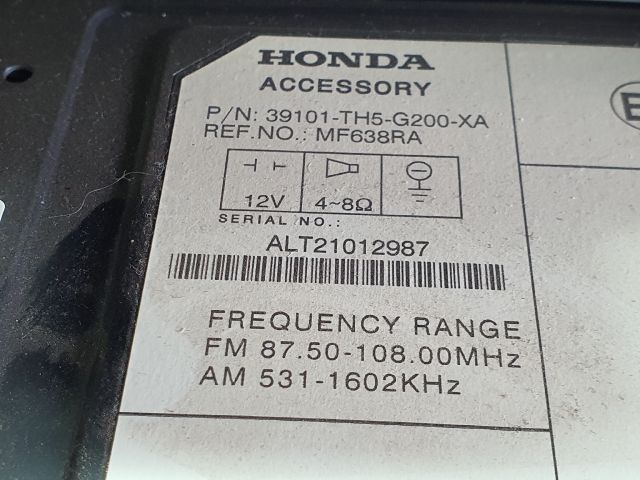 HONDA
ACCESSORY
P/N: 39101-TH5-G200-XA
REF.NO.: MF638RA
12V
4~8Ω
SERIAL NO.:
ALT21012987
FREQUENCY RANGE
FM 87.50-108.00MHz
AM 531-1602KHz